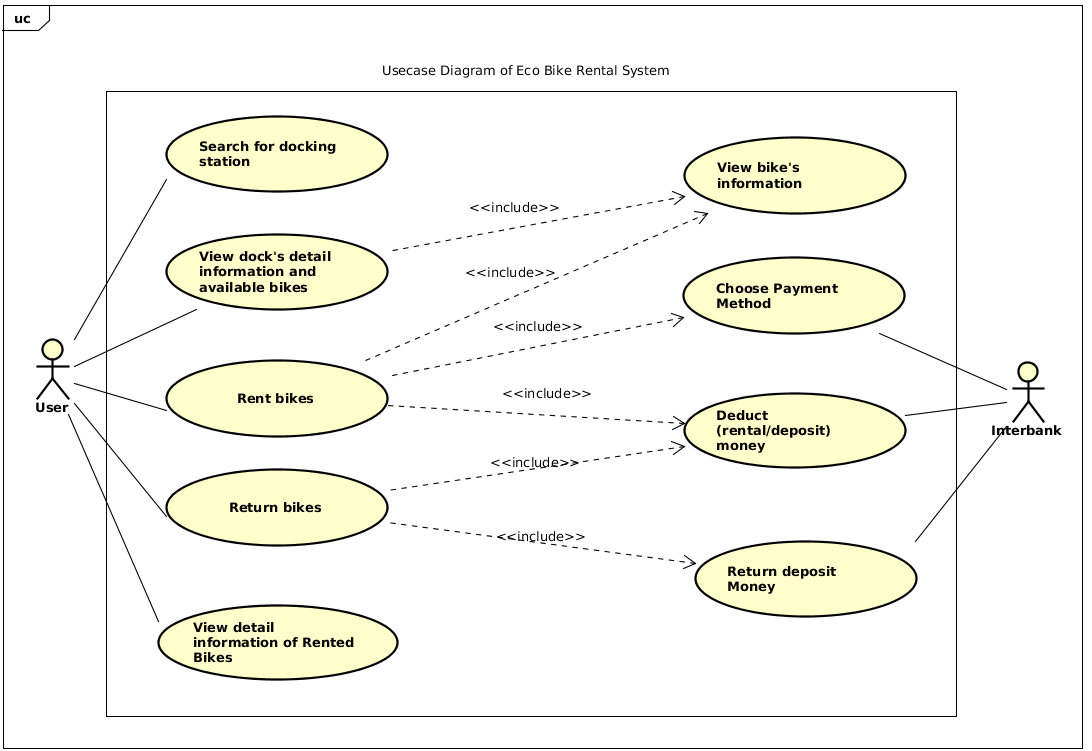 uc
Usecase Diagram of Eco Bike Rental System
Search for docking
station
View dock's detail
information and
available bikes
Rent bikes
Return bikes
View detail
information of Rented
Bikes
User
<<include>>
<<include>>
<<include>>
<<include>>
<<include>>
<<include>>
View bike's
information
Choose Payment
Method
Deduct
(rental/deposit)
money
Return deposit
Money
Interbank